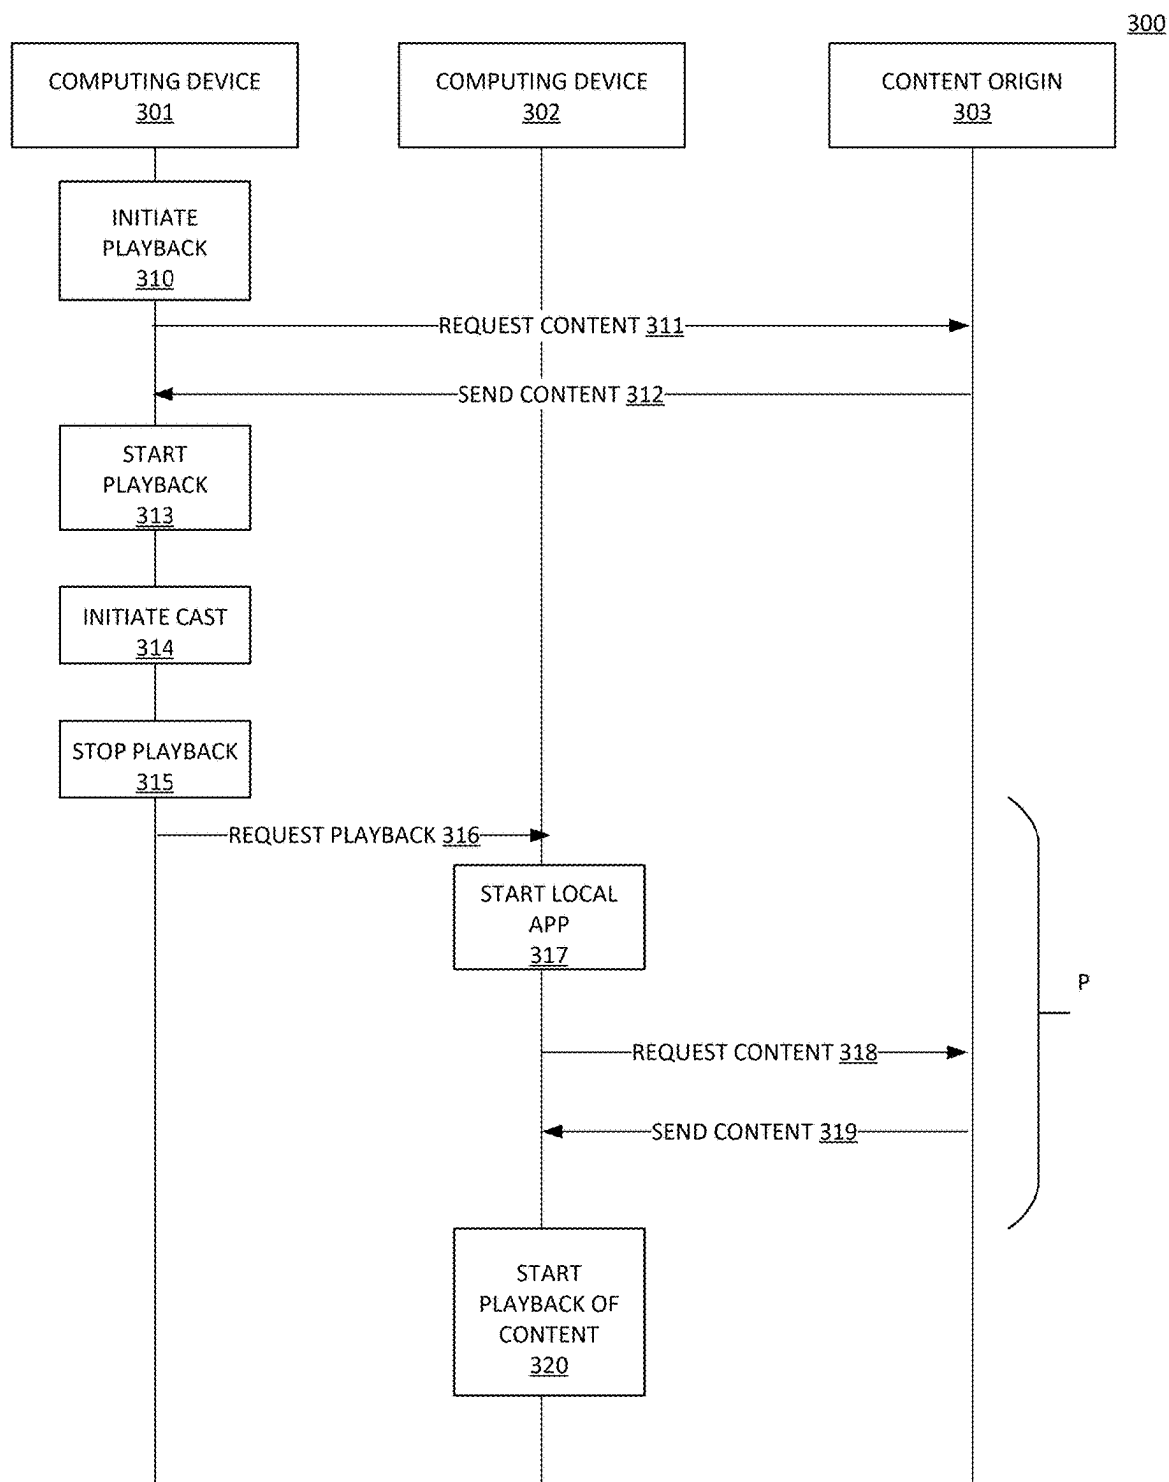 300
COMPUTING DEVICE
301
COMPUTING DEVICE
302
CONTENT ORIGIN
303
INITIATE
PLAYBACK
310
REQUEST CONTENT 311
SEND CONTENT 312
START
PLAYBACK
313
INITIATE CAST
314
STOP PLAYBACK
315
REQUEST PLAYBACK 316
START LOCAL
APP
317
P
REQUEST CONTENT 318
SEND CONTENT 319
START
PLAYBACK OF
CONTENT
320